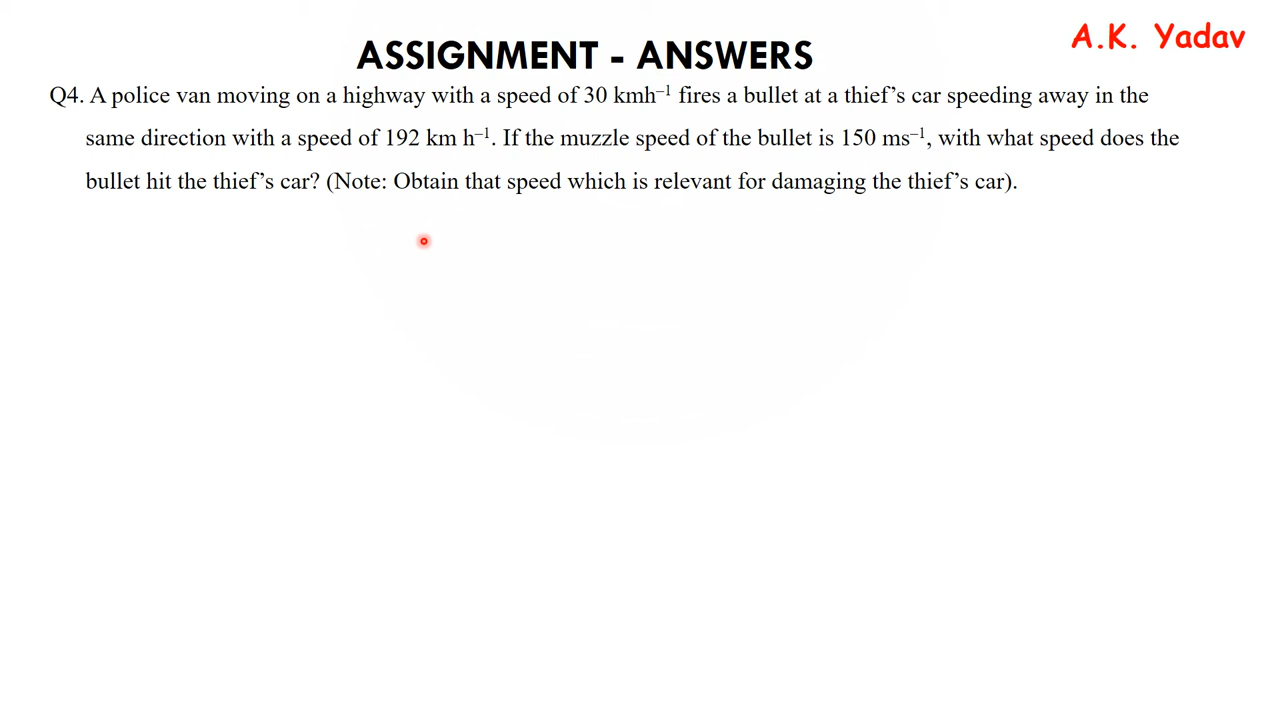 A.K. Yadav
ASSIGNMENT - ANSWERS
Q4. A police van moving on a highway with a speed of 30 kmh⁻¹ fires a bullet at a thief’s car speeding away in the
same direction with a speed of 192 km h⁻¹. If the muzzle speed of the bullet is 150 ms⁻¹, with what speed does the
bullet hit the thief’s car? (Note: Obtain that speed which is relevant for damaging the thief’s car).